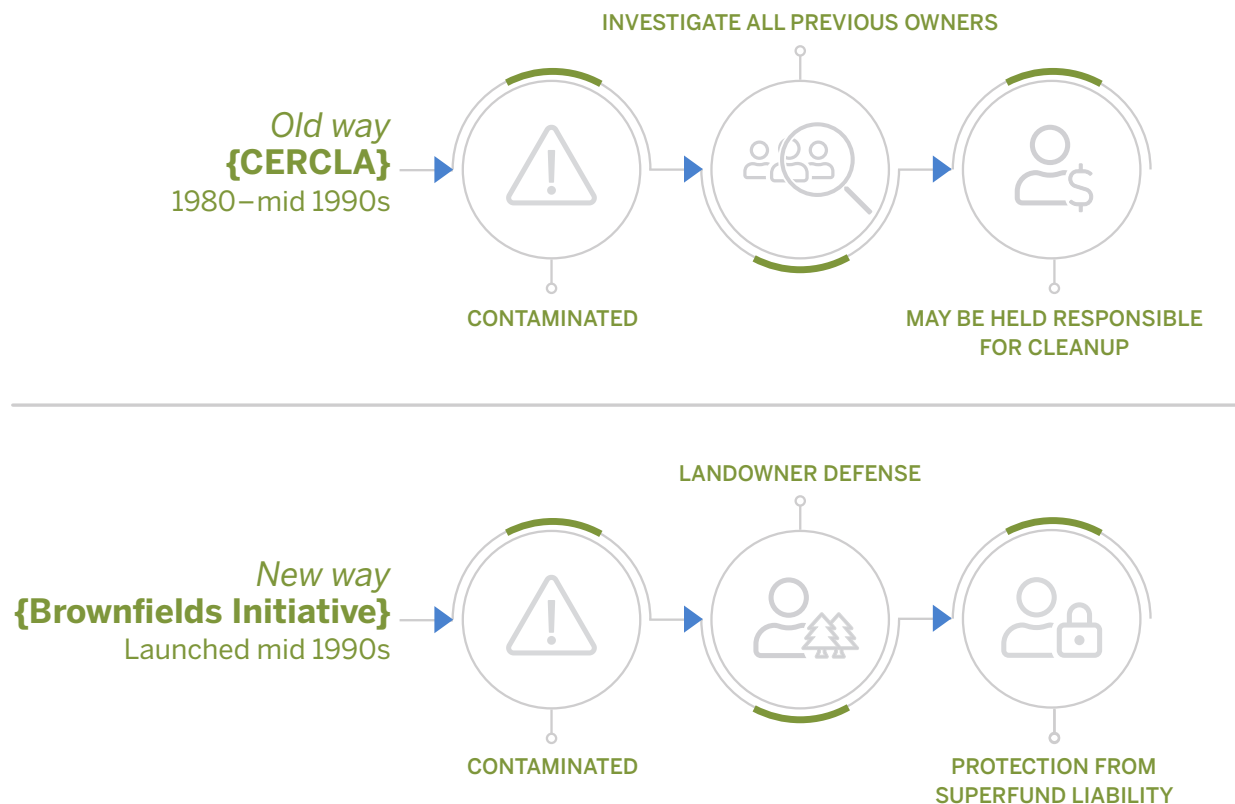 INVESTIGATE ALL PREVIOUS OWNERS
Old way
{CERCLA}
1980–mid 1990s
CONTAMINATED
MAY BE HELD RESPONSIBLE
FOR CLEANUP
LANDOWNER DEFENSE
New way
{Brownfields Initiative}
Launched mid 1990s
CONTAMINATED
PROTECTION FROM
SUPERFUND LIABILITY